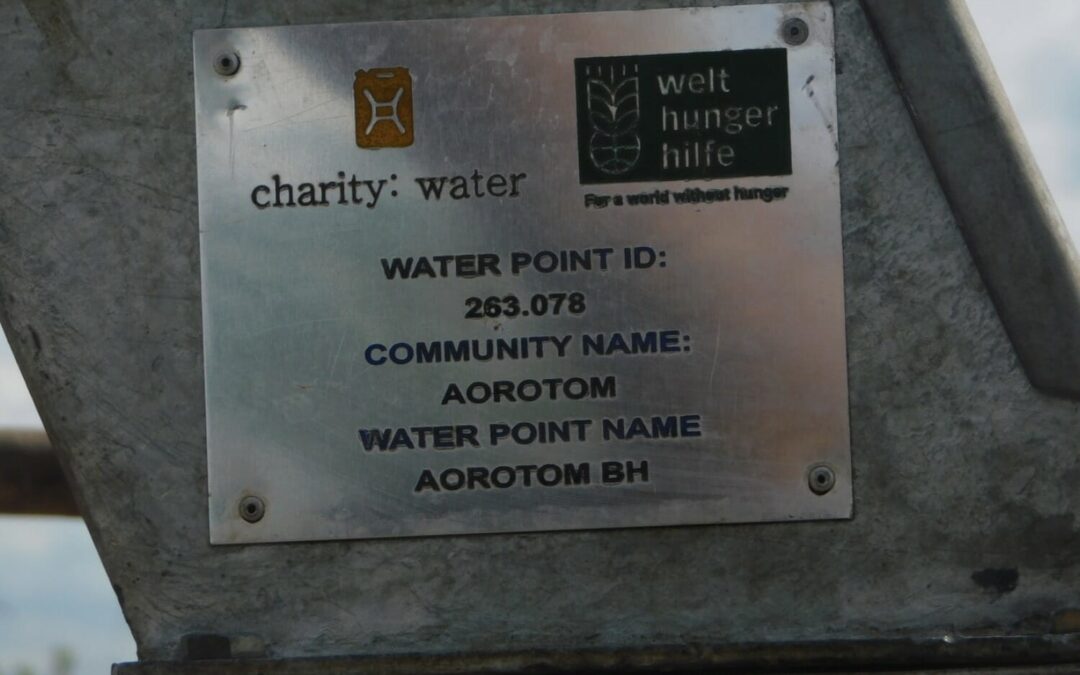 charity: water
welt
hunger
hilfe
For a world without hunger
WATER POINT ID:
263.078
COMMUNITY NAME:
AOROTOM
WATER POINT NAME
AOROTOM BH